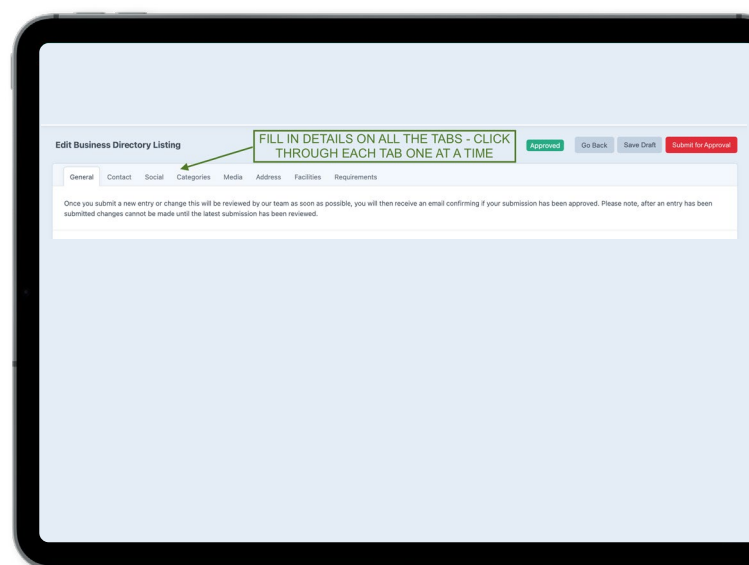 Edit Business Directory Listing
FILL IN DETAILS ON ALL THE TABS - CLICK
THROUGH EACH TAB ONE AT A TIME
Approved
Go Back
Save Draft
Submit for Approval
General Contact Social Categories Media Address Facilities Requirements
Once you submit a new entry or change this will be reviewed by our team as soon as possible, you will then receive an email confirming if your submission has been approved. Please note, after an entry has been
submitted changes cannot be made until the latest submission has been reviewed.